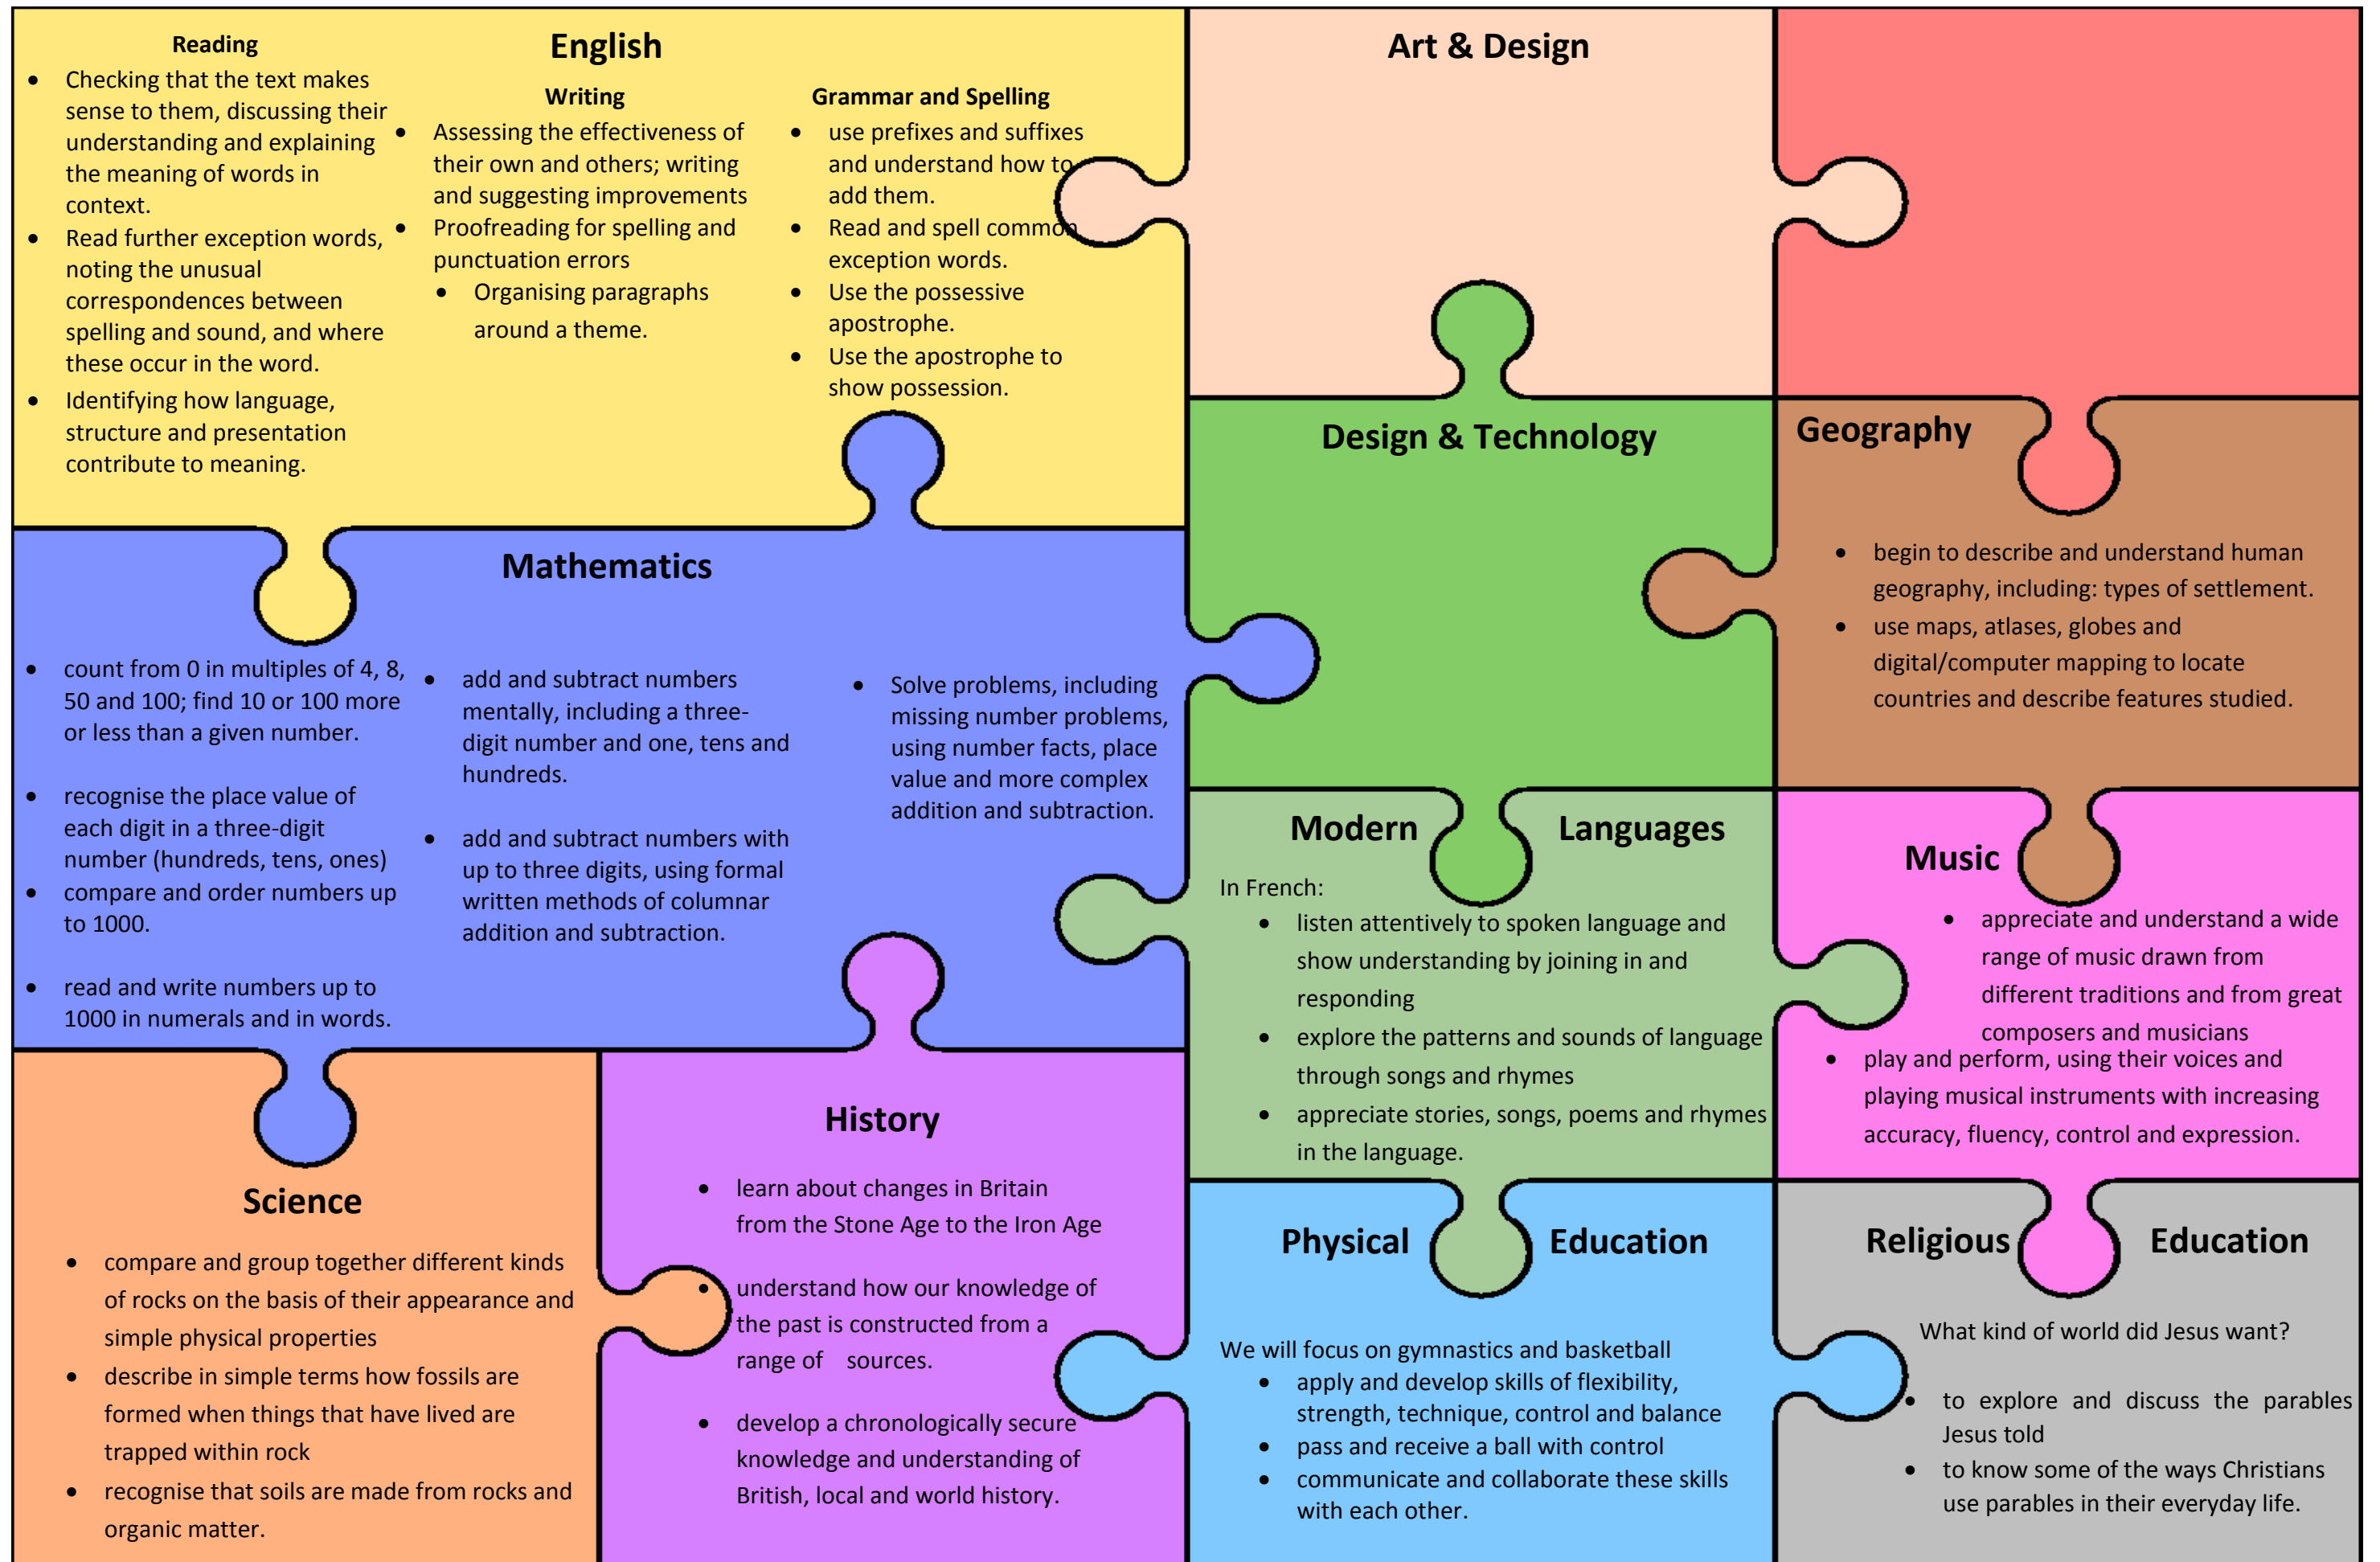 English
Reading
• Checking that the text makes
sense to them, discussing their
understanding and explaining
the meaning of words in
context.
• Read further exception words,
noting the unusual
correspondences between
spelling and sound, and where
these occur in the word.
• Identifying how language,
structure and presentation
contribute to meaning.
Writing
• Assessing the effectiveness of
their own and others; writing
and suggesting improvements
• Proofreading for spelling and
punctuation errors
• Organising paragraphs
around a theme.
Grammar and Spelling
• use prefixes and suffixes
and understand how to
add them.
• Read and spell common
exception words.
• Use the possessive
apostrophe.
• Use the apostrophe to
show possession.
Art & Design
Design & Technology
Geography
• begin to describe and understand human
geography, including: types of settlement.
• use maps, atlases, globes and
digital/computer mapping to locate
countries and describe features studied.
Mathematics
• count from 0 in multiples of 4, 8,
50 and 100; find 10 or 100 more
or less than a given number.
• recognise the place value of
each digit in a three-digit
number (hundreds, tens, ones)
• compare and order numbers up
to 1000.
• read and write numbers up to
1000 in numerals and in words.
• add and subtract numbers
mentally, including a three-
digit number and one, tens and
hundreds.
• add and subtract numbers with
up to three digits, using formal
written methods of columnar
addition and subtraction.
• Solve problems, including
missing number problems,
using number facts, place
value and more complex
addition and subtraction.
Modern Languages
In French:
• listen attentively to spoken language and
show understanding by joining in and
responding
• explore the patterns and sounds of language
through songs and rhymes
• appreciate stories, songs, poems and rhymes
in the language.
Music
• appreciate and understand a wide
range of music drawn from
different traditions and from great
composers and musicians
• play and perform, using their voices and
playing musical instruments with increasing
accuracy, fluency, control and expression.
Science
• compare and group together different kinds
of rocks on the basis of their appearance and
simple physical properties
• describe in simple terms how fossils are
formed when things that have lived are
trapped within rock
• recognise that soils are made from rocks and
organic matter.
History
• learn about changes in Britain
from the Stone Age to the Iron Age
• understand how our knowledge of
the past is constructed from a
range of sources.
• develop a chronologically secure
knowledge and understanding of
British, local and world history.
Physical Education
We will focus on gymnastics and basketball
• apply and develop skills of flexibility,
strength, technique, control and balance
• pass and receive a ball with control
• communicate and collaborate these skills
with each other.
Religious Education
What kind of world did Jesus want?
• to explore and discuss the parables
Jesus told
• to know some of the ways Christians
use parables in their everyday life.